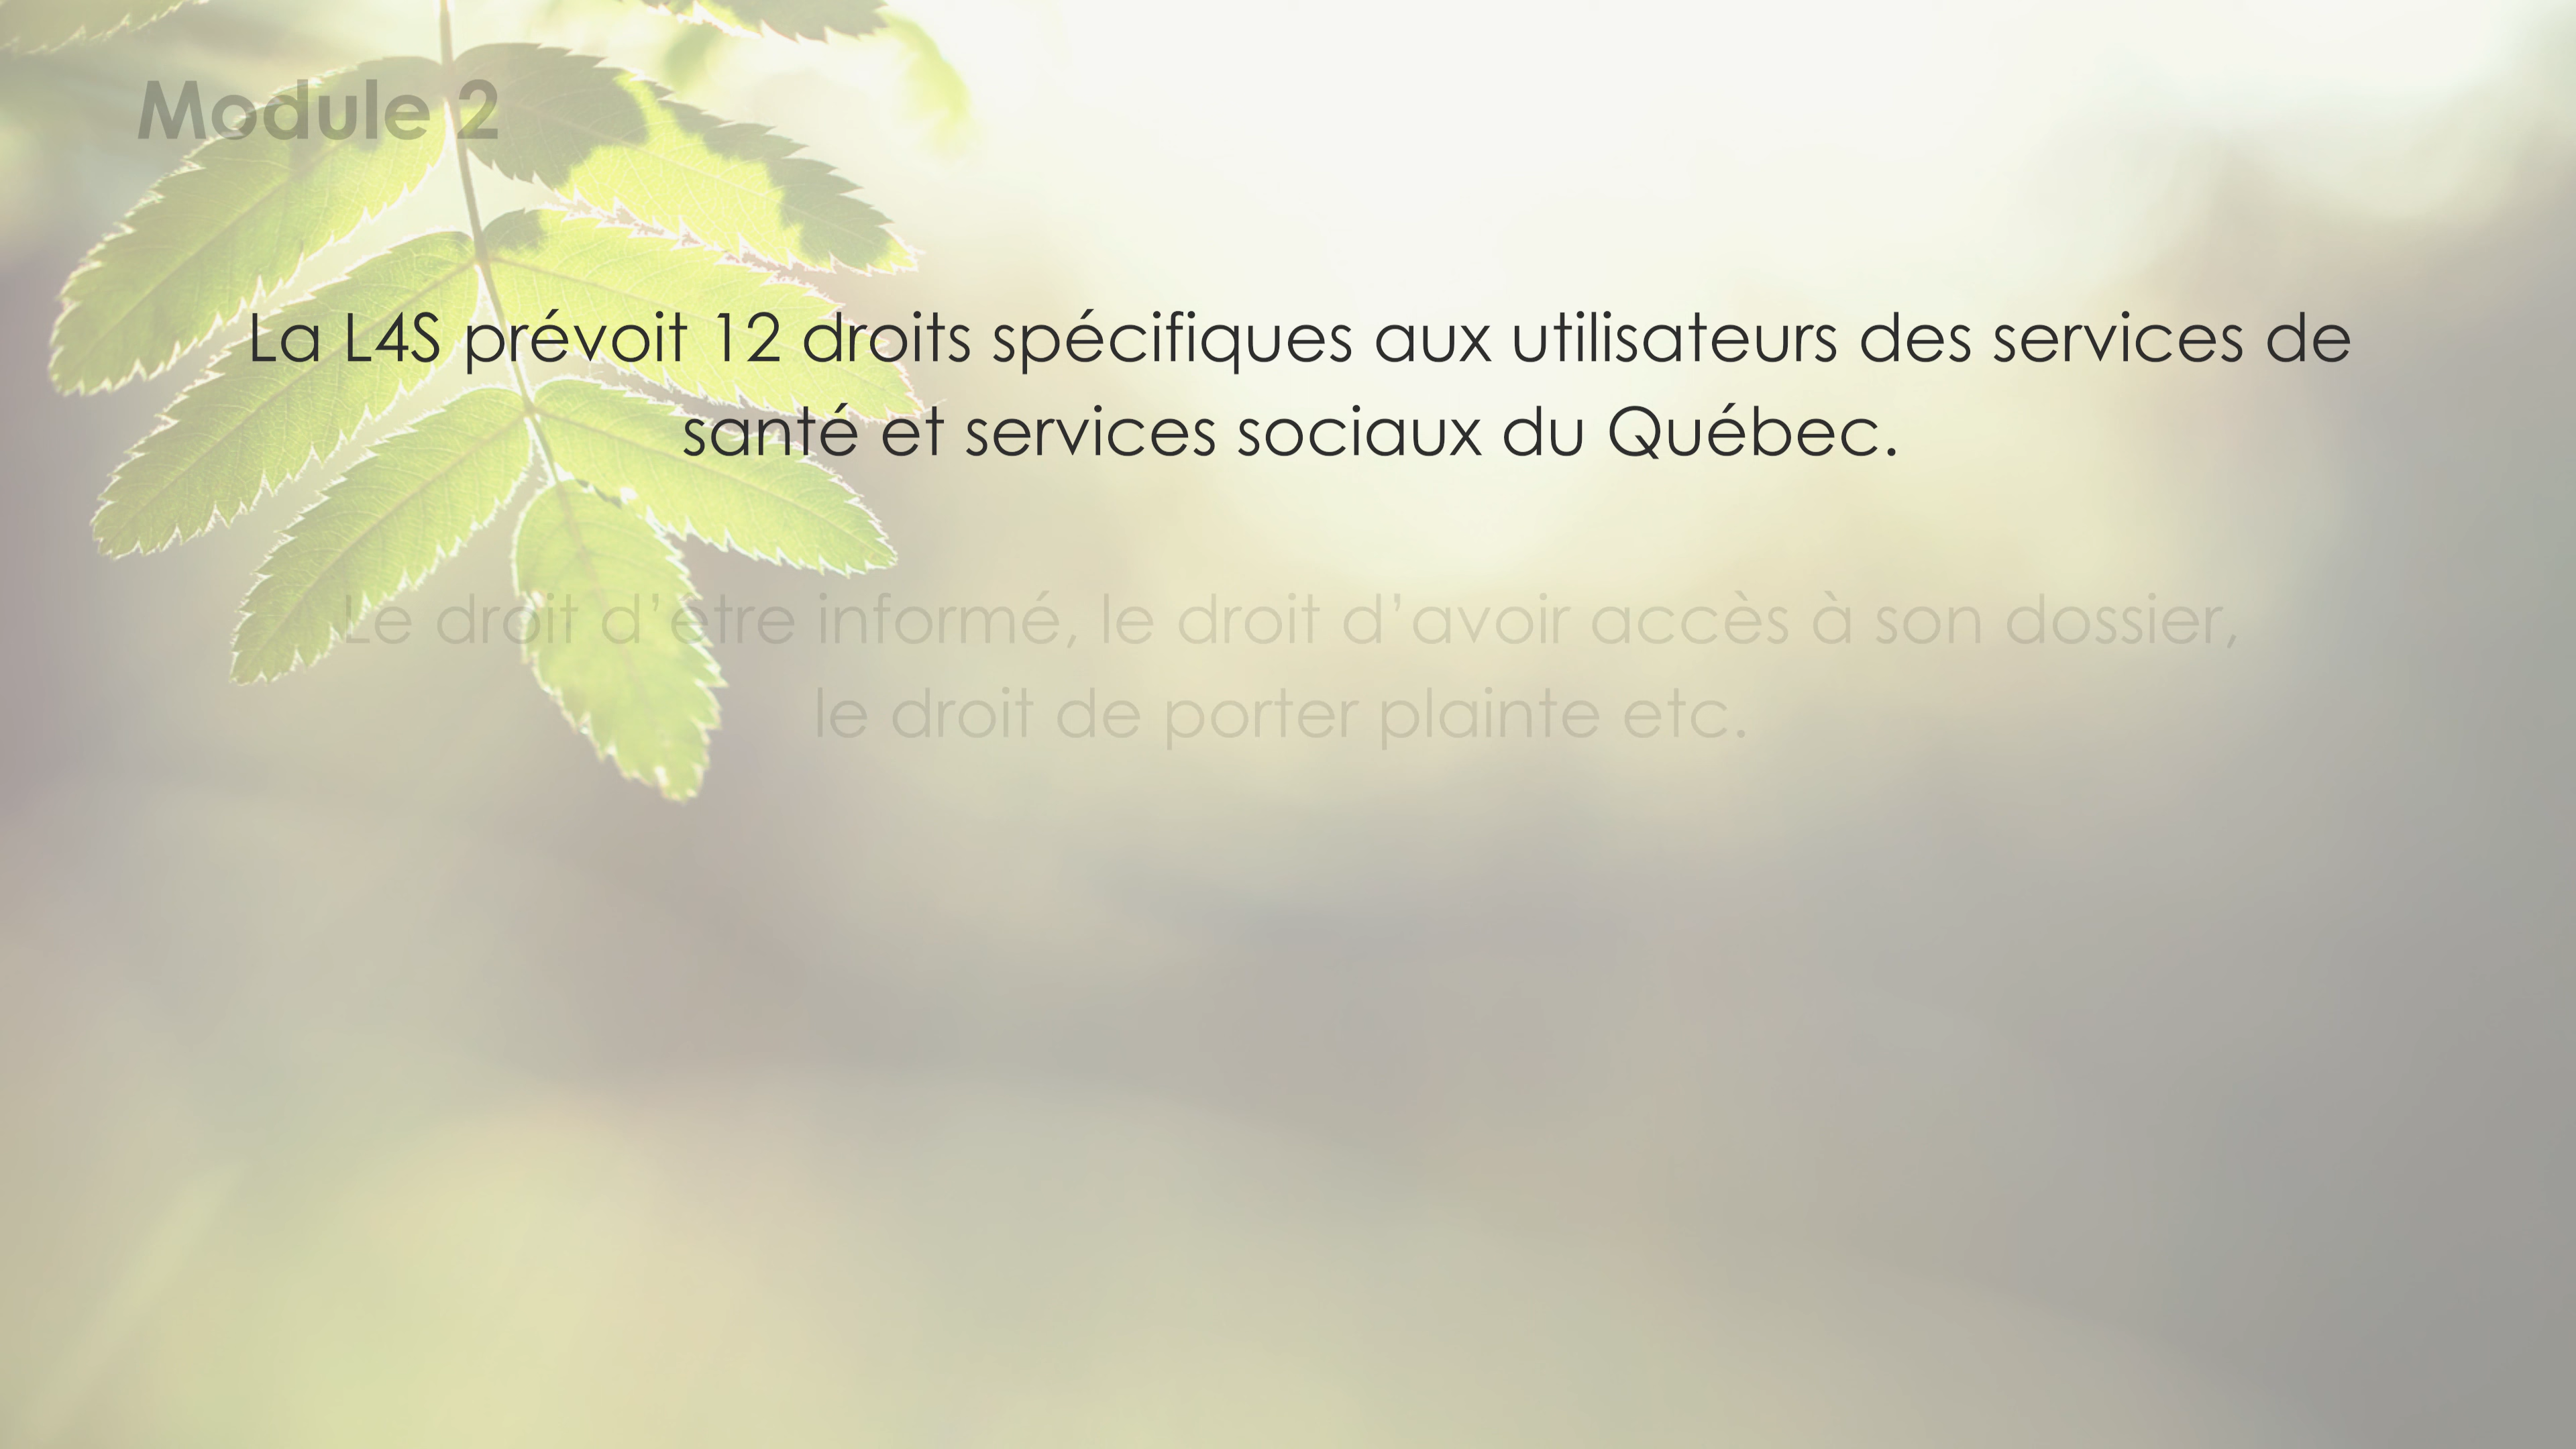 Module 2
La L4S prévoit 12 droits spécifiques aux utilisateurs des services de
santé et services sociaux du Québec.
Le droit d’être informé, le droit d’avoir accès à son dossier,
le droit de porter plainte etc.